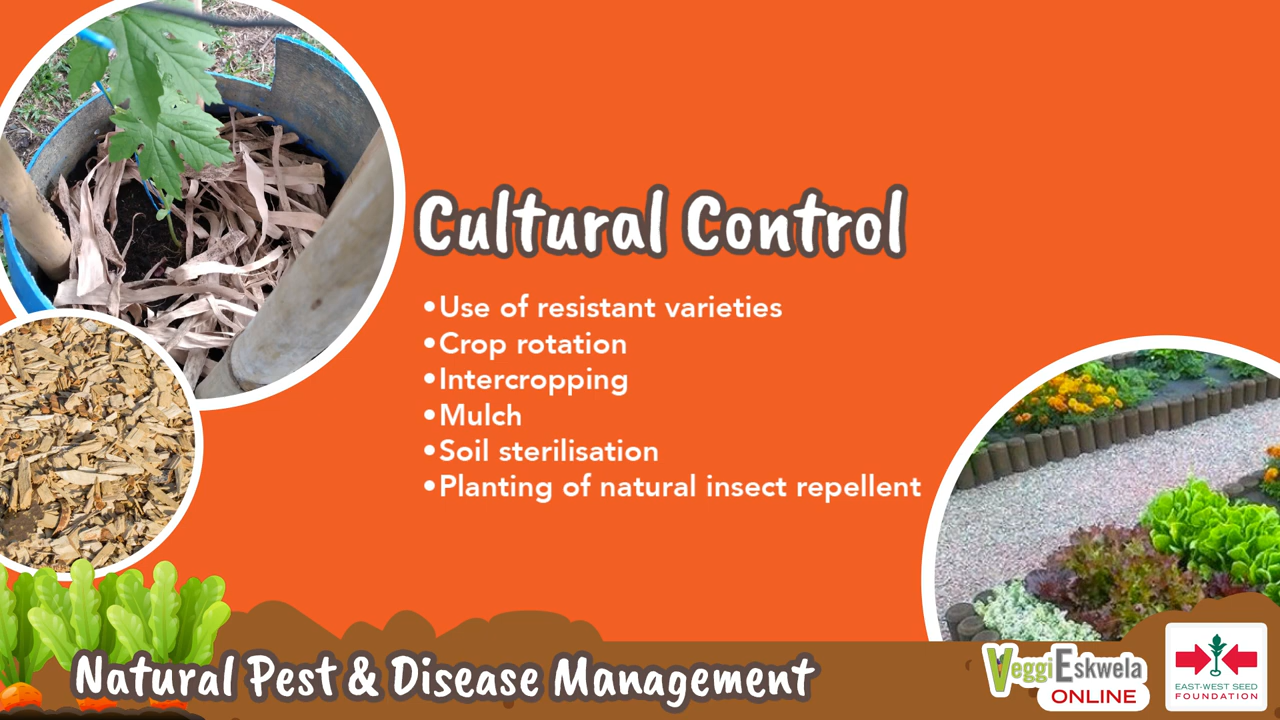 Cultural Control
•Use of resistant varieties
•Crop rotation
•Intercropping
•Mulch
•Soil sterilisation
•Planting of natural insect repellent
Natural Pest & Disease Management
VeggiEskwela
ONLINE
EAST-WEST SEED
FOUNDATION